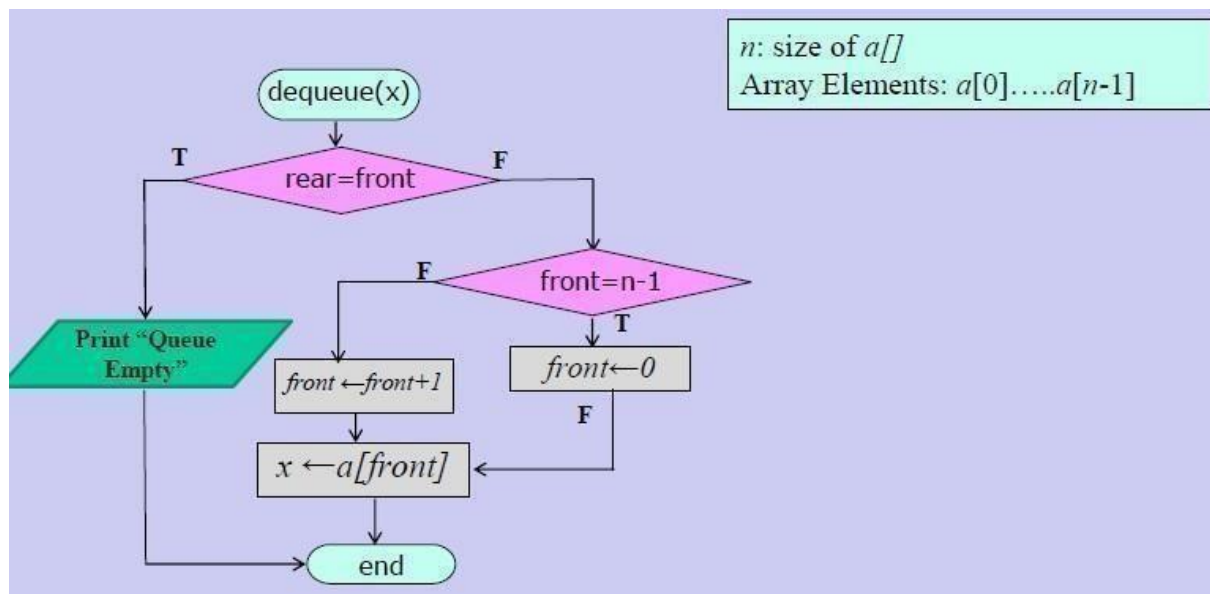 n: size of a[]
Array Elements: a[0].....a[n-1]
dequeue(x)
T
F
rear=front
F
front=n-1
T
Print “Queue
Empty”
front←front+1
front←0
F
x ←a[front]
end